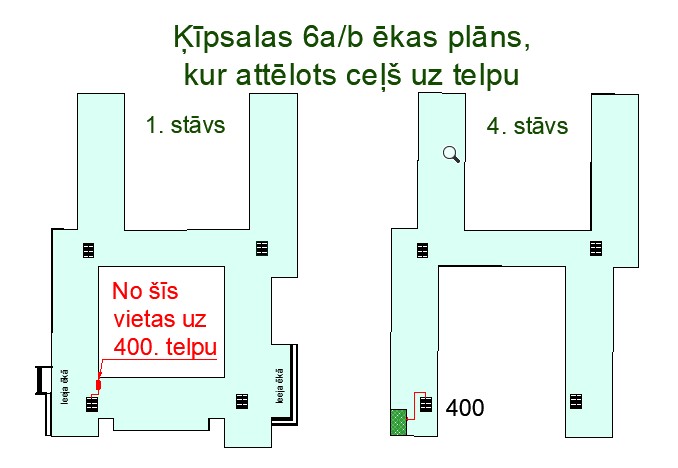 Ķīpsalas 6a/b ēkas plāns,
kur attēlots ceļš uz telpu
1. stāvs
4. stāvs
No šīs
vietas uz
400. telpu
Ieeja ēkā
Ieeja ēkā
400